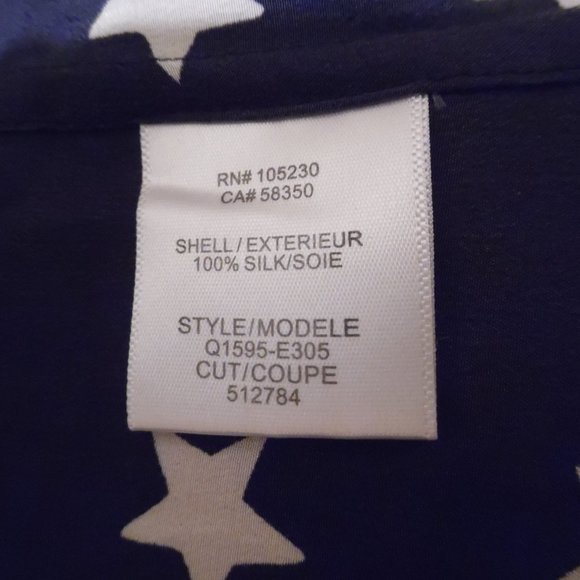 RN# 105230
CA# 58350
SHELL/EXTERIEUR
100% SILK/SOIE
STYLE/MODELE
Q1595-E305
CUT/COUPE
512784